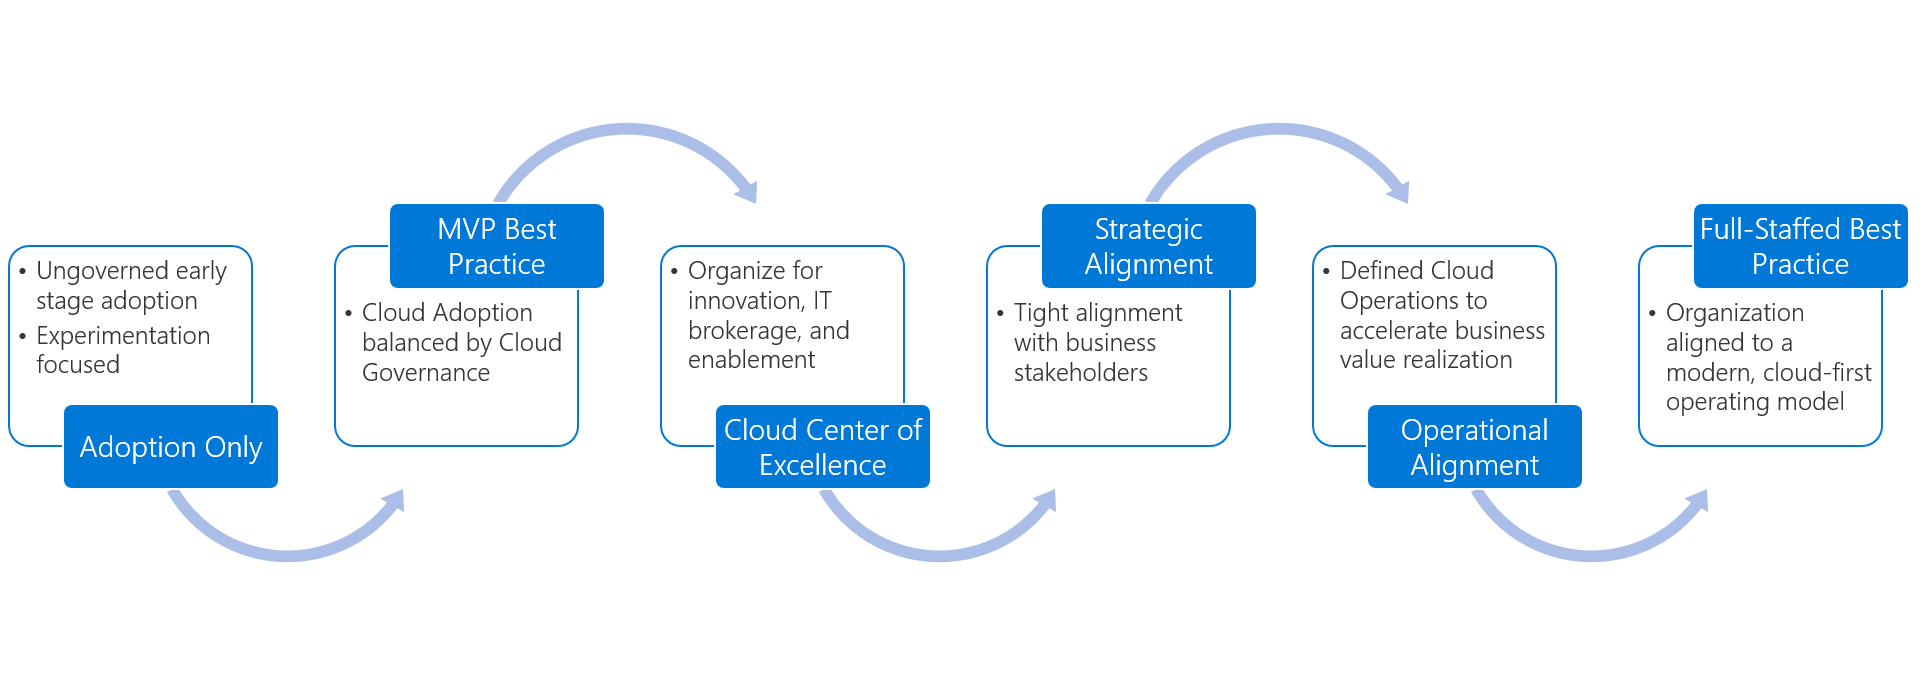 • Ungoverned early
stage adoption
• Experimentation
focused
Adoption Only
MVP Best
Practice
• Cloud Adoption
balanced by Cloud
Governance
• Organize for
innovation, IT
brokerage, and
enablement
Cloud Center of
Excellence
Strategic
Alignment
• Tight alignment
with business
stakeholders
• Defined Cloud
Operations to
accelerate business
value realization
Operational
Alignment
Full-Staffed Best
Practice
• Organization
aligned to a
modern, cloud-first
operating model